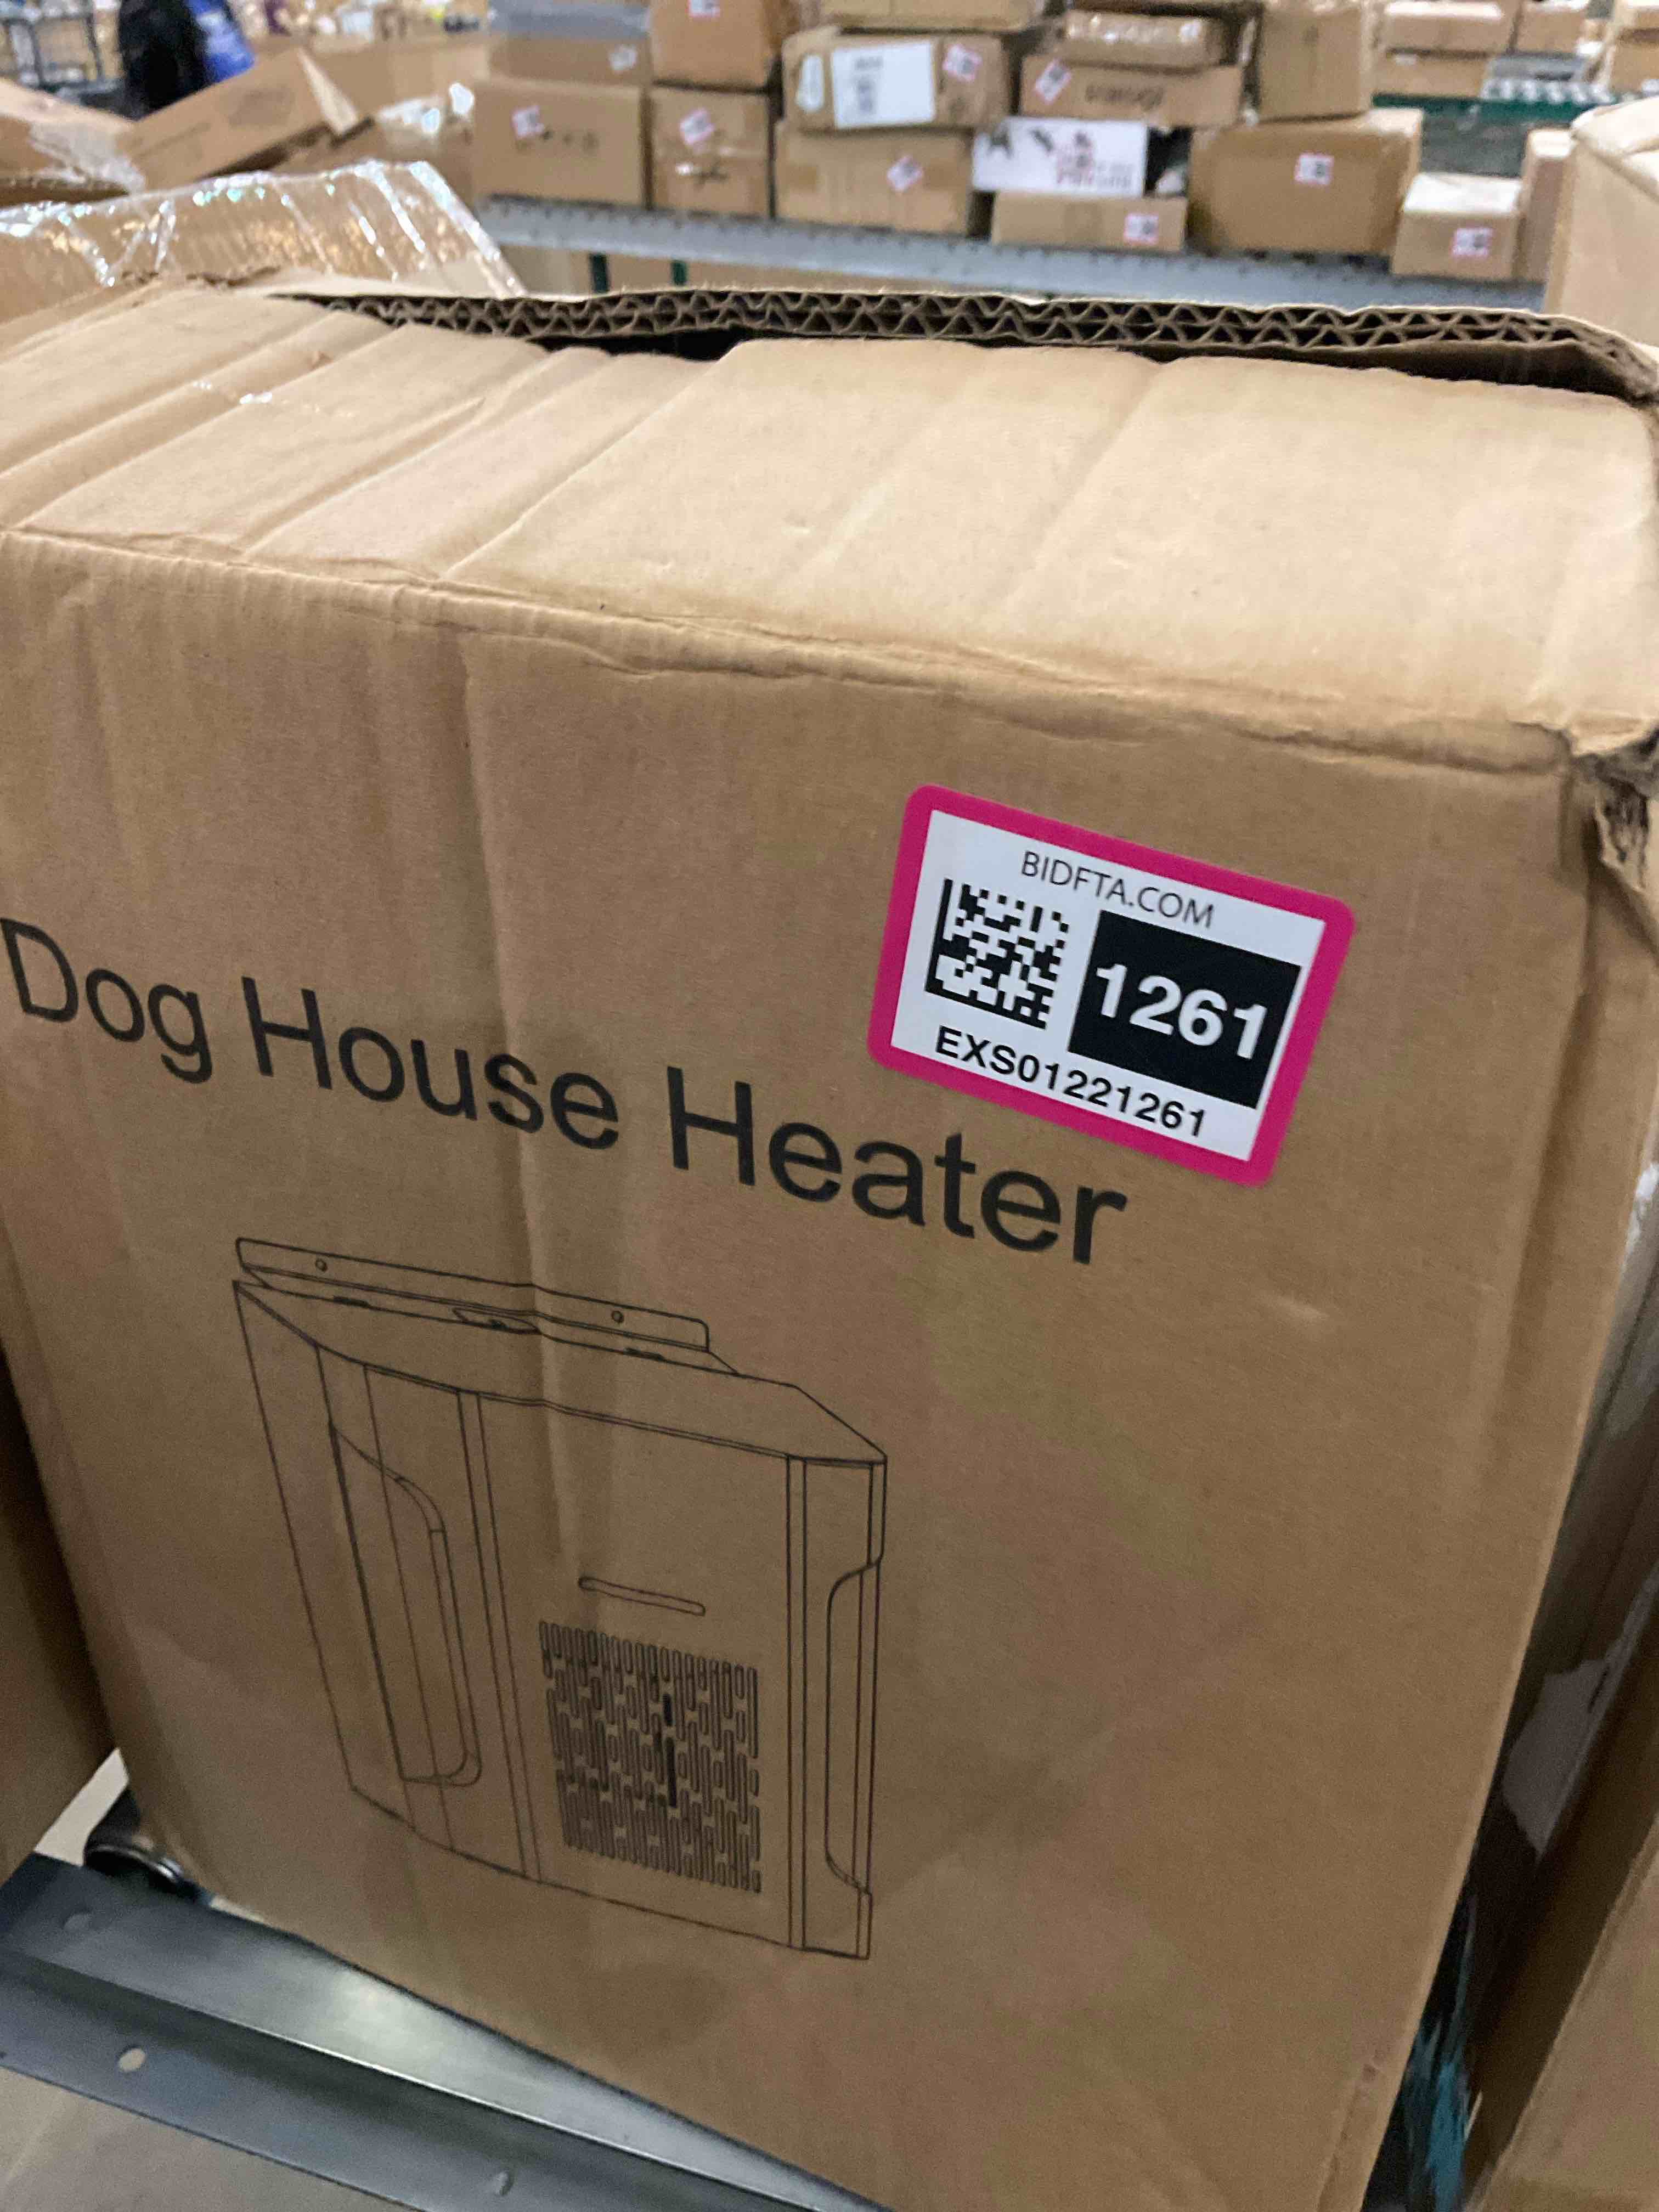 BIDFTA.COM
1261
EXS01221261
Dog House Heater